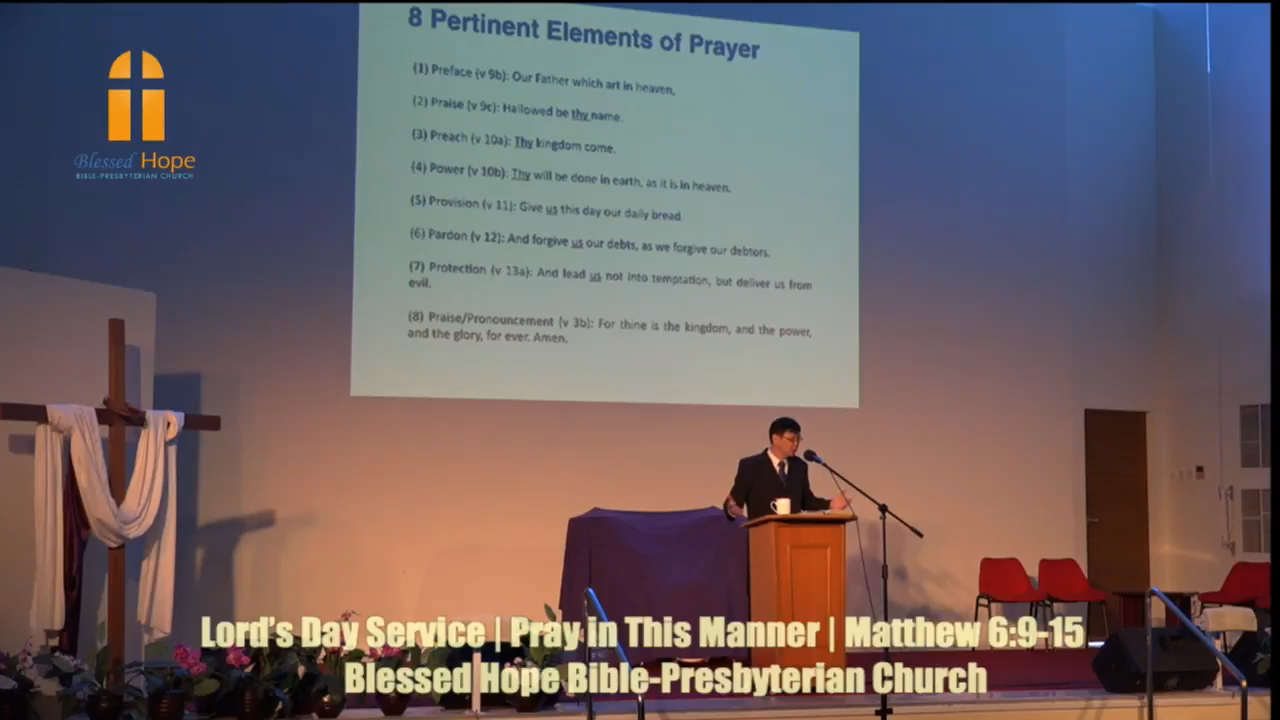 8 Pertinent Elements of Prayer
(1) Preface (v 9b): Our Father which art in heaven,
(2) Praise (v 9c): Hallowed be thy name.
(3) Preach (v 10a): Thy kingdom come.
(4) Power (v 10b): Thy will be done in earth, as it is in heaven.
(5) Provision (v 11): Give us this day our daily bread.
(6) Pardon (v 12): And forgive us our debts, as we forgive our debtors.
(7) Protection (v 13a): And lead us not into temptation, but deliver us from
evil.
(8) Praise/Pronouncement (v 3b): For thine is the kingdom, and the power,
and the glory, for ever. Amen.
Blessed Hope
BIBLE-PRESBYTERIAN CHURCH
Lord's Day Service | Pray in This Manner | Matthew 6:9-15
Blessed Hope Bible-Presbyterian Church